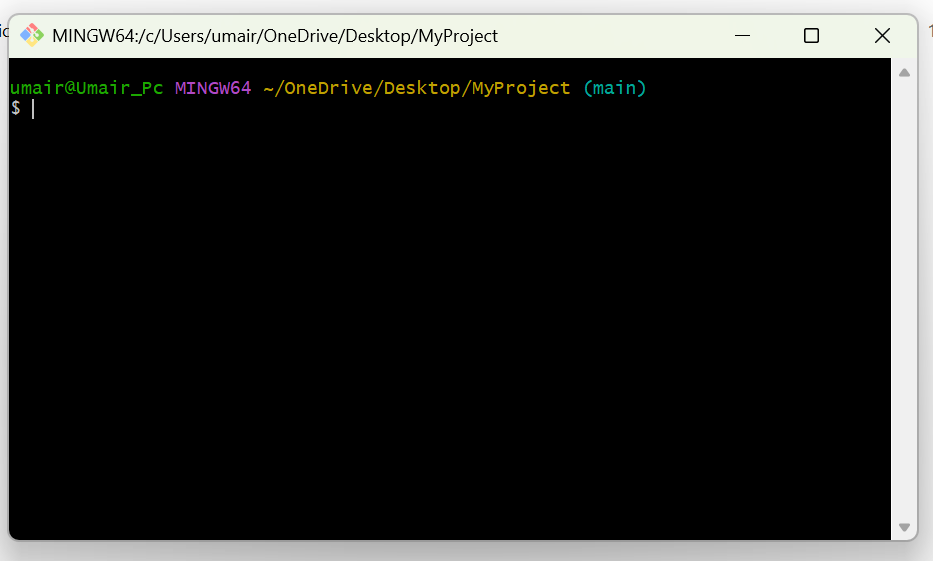 MINGW64:/c/Users/umair/OneDrive/Desktop/MyProject
umair@Umair_Pc MINGW64 ~/OneDrive/Desktop/MyProject (main)
$